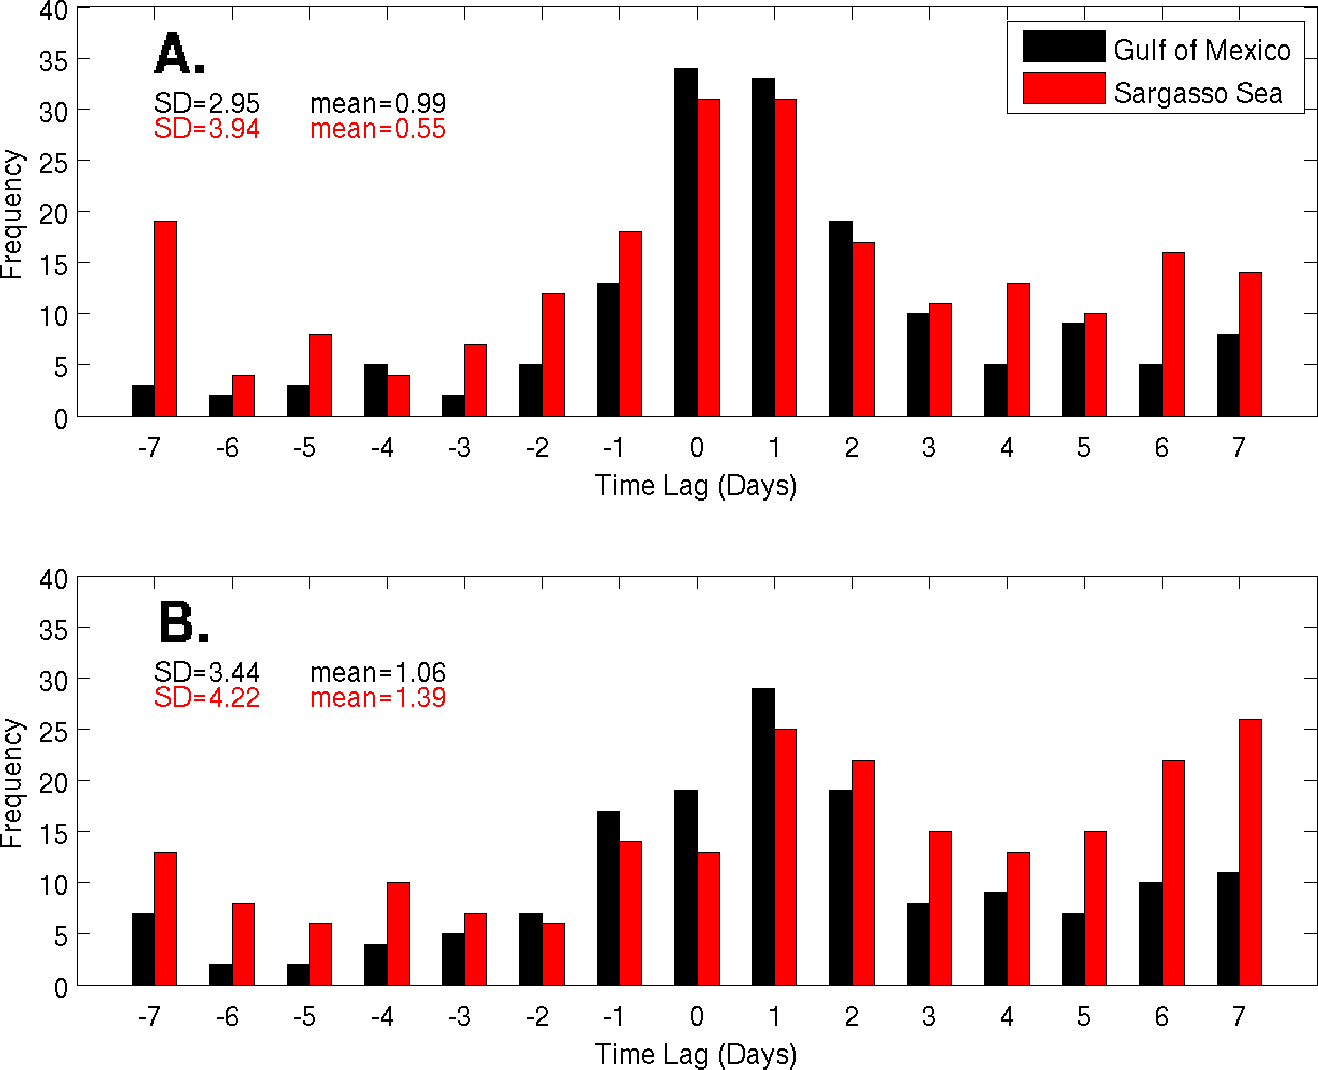 A.
SD=2.95 mean=0.99
SD=3.94 mean=0.55
Gulf of Mexico
Sargasso Sea
Frequency
40
35
30
25
20
15
10
5
0
-7 -6 -5 -4 -3 -2 -1 0 1 2 3 4 5 6 7
Time Lag (Days)
B.
SD=3.44 mean=1.06
SD=4.22 mean=1.39
Frequency
40
35
30
25
20
15
10
5
0
-7 -6 -5 -4 -3 -2 -1 0 1 2 3 4 5 6 7
Time Lag (Days)